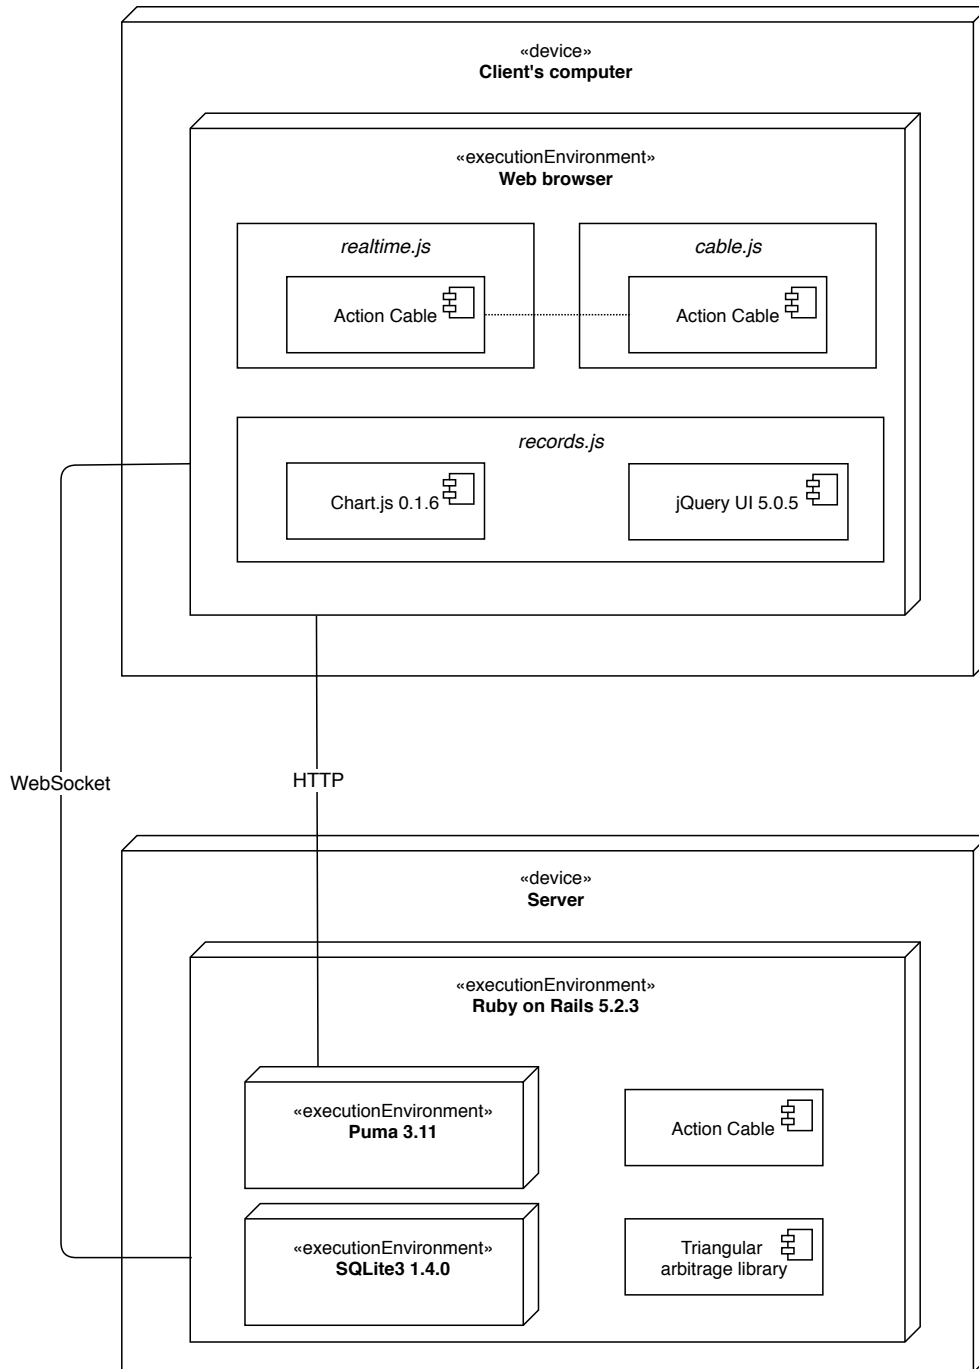 «device»
Client's computer
«executionEnvironment»
Web browser
realtime.js
cable.js
Action Cable
Action Cable
records.js
Chart.js 0.1.6
jQuery UI 5.0.5
WebSocket
HTTP
«device»
Server
«executionEnvironment»
Ruby on Rails 5.2.3
«executionEnvironment»
Puma 3.11
Action Cable
«executionEnvironment»
SQLite3 1.4.0
Triangular
arbitrage library